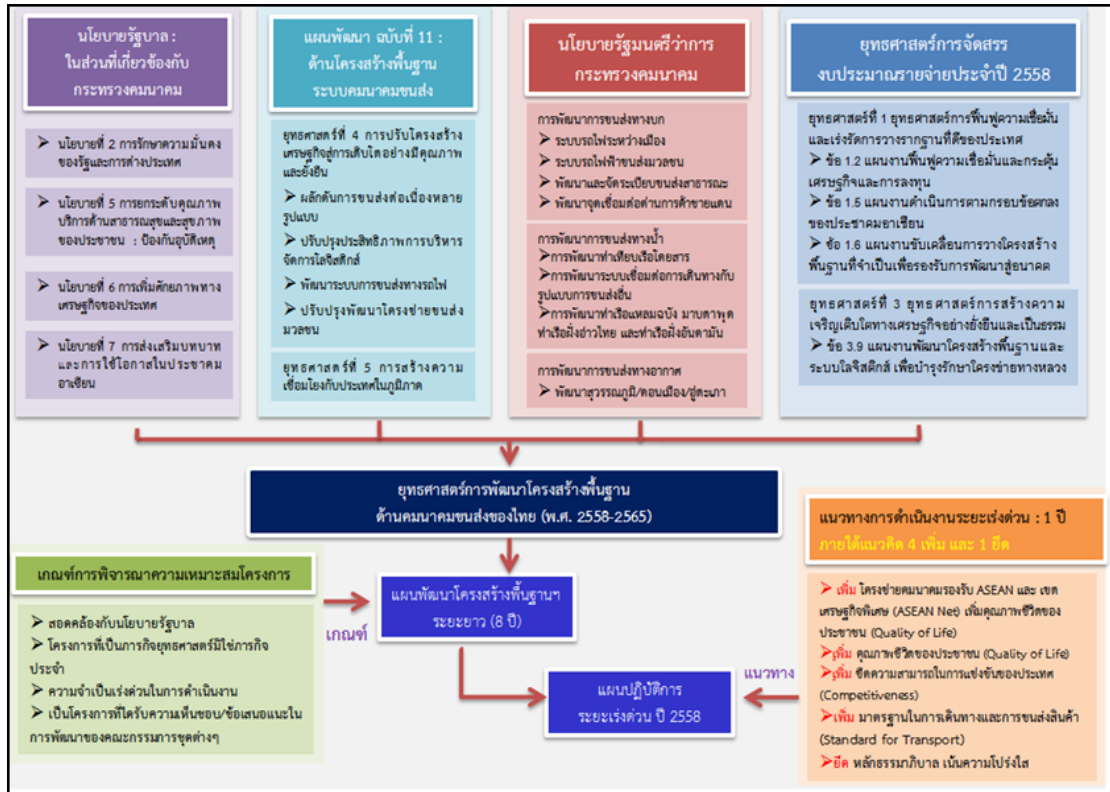 นโยบายรัฐบาล :
ในส่วนที่เกี่ยวข้องกับ
กระทรวงคมนาคม
➤ นโยบายที่ 2 การรักษาความมั่นคง
ของรัฐและการต่างประเทศ
➤ นโยบายที่ 5 การยกระดับคุณภาพ
บริการด้านสาธารณสุขและสุขภาพ
ของประชาชน : ป้องกันอุบัติเหตุ
➤ นโยบายที่ 6 การเพิ่มศักยภาพทาง
เศรษฐกิจของประเทศ
➤ นโยบายที่ 7 การส่งเสริมบทบาท
และการใช้โอกาสในประชาคม
อาเซียน
แผนพัฒนา ฉบับที่ 11 :
ด้านโครงสร้างพื้นฐาน
ระบบคมนาคมขนส่ง
ยุทธศาสตร์ที่ 4 การปรับโครงสร้าง
เศรษฐกิจสู่การเติบโตอย่างมีคุณภาพ
และยั่งยืน
➤ ผลักดันการขนส่งต่อเนื่องหลาย
รูปแบบ
➤ ปรับปรุงประสิทธิภาพการบริหาร
จัดการโลจิสติกส์
➤ พัฒนาระบบการขนส่งทางรถไฟ
➤ ปรับปรุงพัฒนาโครงข่ายขนส่ง
มวลชน
ยุทธศาสตร์ที่ 5 การสร้างความ
เชื่อมโยงกับประเทศในภูมิภาค
นโยบายรัฐมนตรีว่าการ
กระทรวงคมนาคม
การพัฒนาการขนส่งทางบก
➤ ระบบรถไฟระหว่างเมือง
➤ ระบบรถไฟฟ้าขนส่งมวลชน
➤ พัฒนาและจัดระเบียบขนส่งสาธารณะ
➤ พัฒนาจุดเชื่อมต่อด่านการค้าชายแดน
การพัฒนาการขนส่งทางน้ำ
➤การพัฒนาท่าเทียบเรือโดยสาร
➤การพัฒนาระบบเชื่อมต่อการเดินทางกับ
รูปแบบการขนส่งอื่น
➤การพัฒนาท่าเรือแหลมฉบัง มาบตาพุด
ท่าเรือฝั่งอ่าวไทย และท่าเรือฝั่งอันดามัน
การพัฒนาการขนส่งทางอากาศ
➤ พัฒนาสุวรรณภูมิ/ดอนเมือง/อู่ตะเภา
ยุทธศาสตร์การจัดสรร
งบประมาณรายจ่ายประจำปี 2558
ยุทธศาสตร์ที่ 1 ยุทธศาสตร์การฟื้นฟูความเชื่อมั่น
และเร่งรัดการวางรากฐานที่ดีของประเทศ
➤ ข้อ 1.2 แผนงานฟื้นฟูความเชื่อมั่นและกระตุ้น
เศรษฐกิจและการลงทุน
➤ ข้อ 1.5 แผนงานดำเนินการตามกรอบข้อตกลง
ของประชาคมอาเซียน
➤ ข้อ 1.6 แผนงานขับเคลื่อนการวางโครงสร้าง
พื้นฐานที่จำเป็นเพื่อรองรับการพัฒนาสู่อนาคต
ยุทธศาสตร์ที่ 3 ยุทธศาสตร์การสร้างความ
เจริญเติบโตทางเศรษฐกิจอย่างยั่งยืนและเป็นธรรม
➤ ข้อ 3.9 แผนงานพัฒนาโครงสร้างพื้นฐานและ
ระบบโลจิสติกส์ เพื่อบำรุงรักษาโครงข่ายทางหลวง
ยุทธศาสตร์การพัฒนาโครงสร้างพื้นฐาน
ด้านคมนาคมขนส่งของไทย (พ.ศ. 2558-2565)
เกณฑ์การพิจารณาความเหมาะสมโครงการ
➤ สอดคล้องกับนโยบายรัฐบาล
➤ โครงการที่เป็นภารกิจยุทธศาสตร์มิใช่ภารกิจ
ประจำ
➤ ความจำเป็นเร่งด่วนในการดำเนินงาน
➤ เป็นโครงการที่ได้รับความเห็นชอบ/ข้อเสนอแนะใน
การพัฒนาของคณะกรรมการชุดต่างๆ
เกณฑ์
แผนพัฒนาโครงสร้างพื้นฐานฯ
ระยะยาว (8 ปี)
แผนปฏิบัติการ
ระยะเร่งด่วน ปี 2558
แนวทาง
แนวทางการดำเนินงานระยะเร่งด่วน : 1 ปี
ภายใต้แนวคิด 4 เพิ่ม และ 1 ยึด
➤ เพิ่ม โครงข่ายคมนาคมรองรับ ASEAN และ เขต
เศรษฐกิจพิเศษ (ASEAN Net) เพิ่มคุณภาพชีวิตของ
ประชาชน (Quality of Life)
➤เพิ่ม คุณภาพชีวิตของประชาชน (Quality of Life)
➤เพิ่ม ขีดความสามารถในการแข่งขันของประเทศ
(Competitiveness)
➤เพิ่ม มาตรฐานในการเดินทางและการขนส่งสินค้า
(Standard for Transport)
➤ยึด หลักธรรมาภิบาล เน้นความโปร่งใส